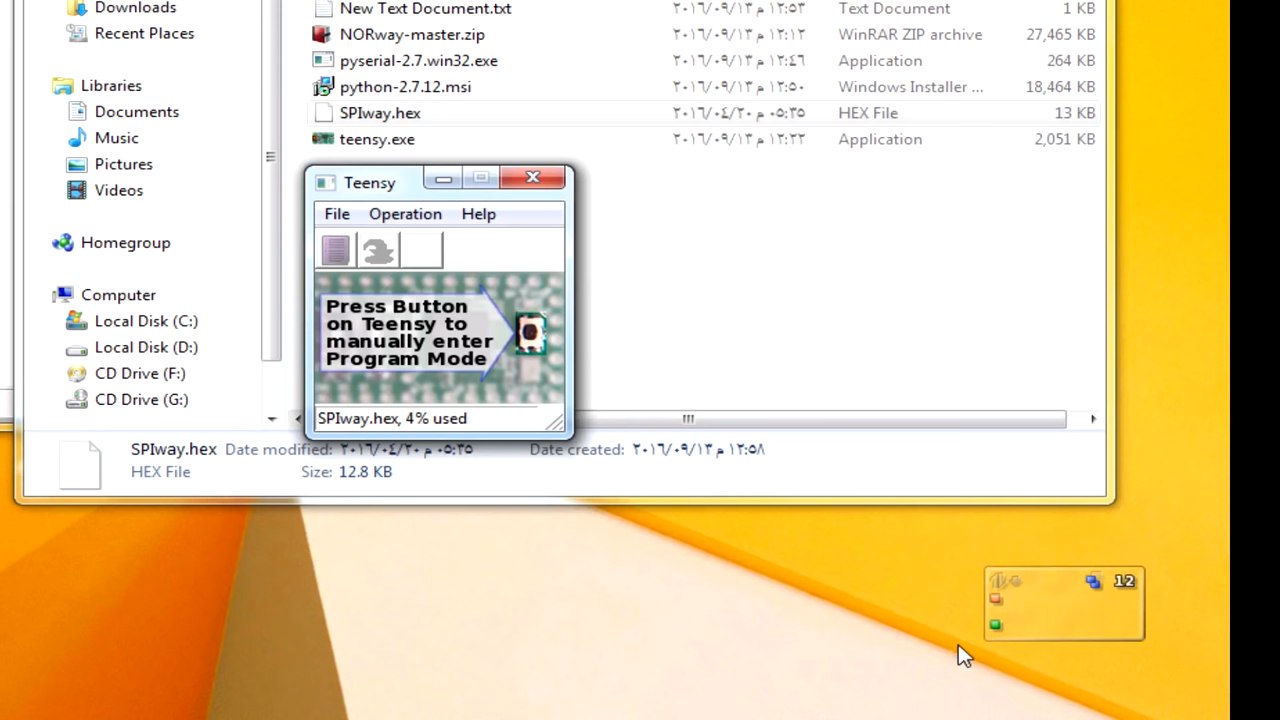 Downloads
Recent Places
Libraries
Documents
Music
Pictures
Videos
Homegroup
Computer
Local Disk (C:)
Local Disk (D:)
CD Drive (F:)
CD Drive (G:)
New Text Document.txt ٢٠١٦/٠٩/١٣ م ١٢:٥٣ Text Document 1 KB
NORway-master.zip ٢٠١٦/٠٩/١٣ م ١٢:١٢ WinRAR ZIP archive 27,465 KB
pyserial-2.7.win32.exe ٢٠١٦/٠٩/١٣ م ١٢:٤٦ Application 264 KB
python-2.7.12.msi ٢٠١٦/٠٩/١٣ م ١٢:٥٠ Windows Installer ... 18,464 KB
SPIway.hex ٢٠١٦/٠٤/٢٠ م ٠٥:٣٥ HEX File 13 KB
teensy.exe ٢٠١٦/٠٩/١٣ م ١٢:٢٢ Application 2,051 KB
Teensy
File Operation Help
Press Button
on Teensy to
manually enter
Program Mode
SPIway.hex, 4% used
SPIway.hex Date modified: ٢٠١٦/٠٤/٢٠ م ٠٥:٣٥ Date created: ٢٠١٦/٠٩/١٣ م ١٢:٥٨
HEX File Size: 12.8 KB
12